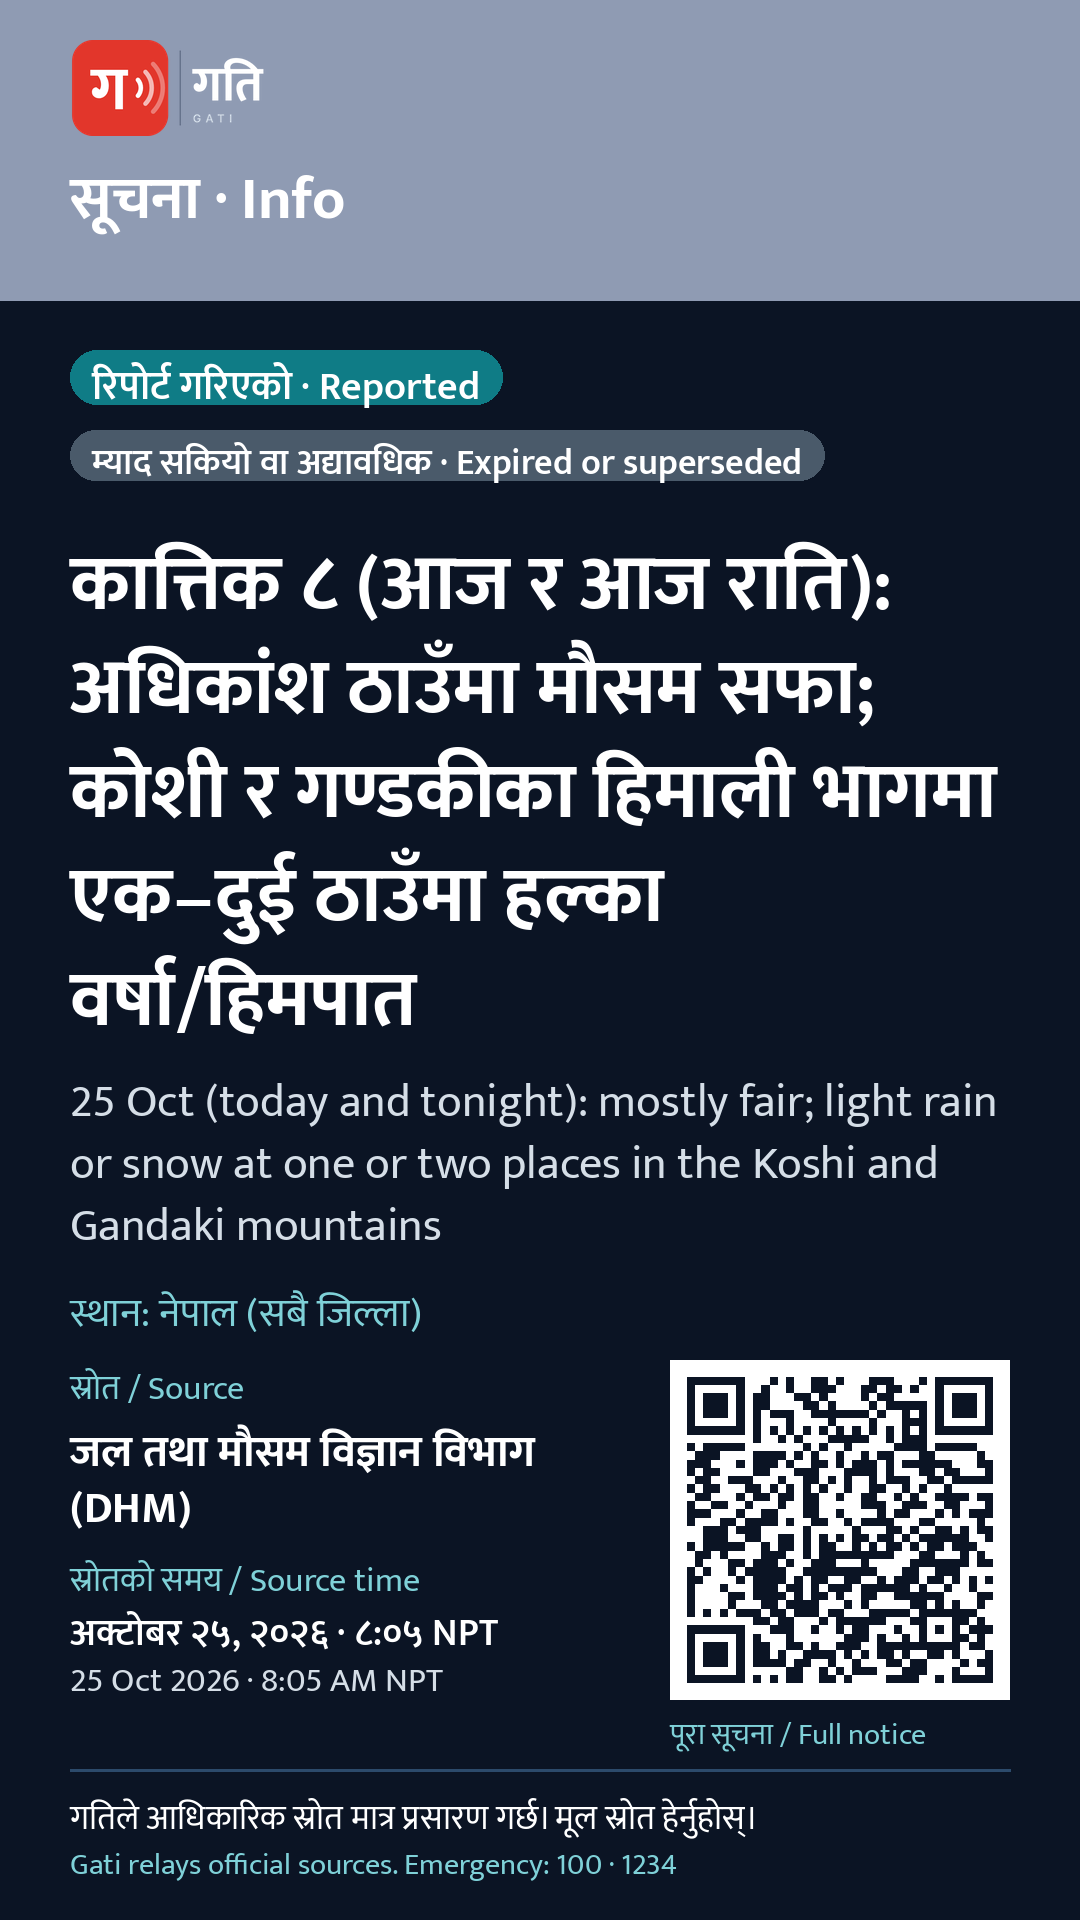 ग
गति
GATI
सूचना · Info
रिपोर्ट गरिएको · Reported
म्याद सकियो वा अद्यावधिक · Expired or superseded
कात्तिक ८ (आज र आज राति):
अधिकांश ठाउँमा मौसम सफा;
कोशी र गण्डकीका हिमाली भागमा
एक–दुई ठाउँमा हल्का
वर्षा/हिमपात
25 Oct (today and tonight): mostly fair; light rain
or snow at one or two places in the Koshi and
Gandaki mountains
स्थान: नेपाल (सबै जिल्ला)
स्रोत / Source
जल तथा मौसम विज्ञान विभाग
(DHM)
स्रोतको समय / Source time
अक्टोबर २५, २०२६ · ८:०५ NPT
25 Oct 2026 · 8:05 AM NPT
पूरा सूचना / Full notice
गतिले आधिकारिक स्रोत मात्र प्रसारण गर्छ। मूल स्रोत हेर्नुहोस्।
Gati relays official sources. Emergency: 100 · 1234